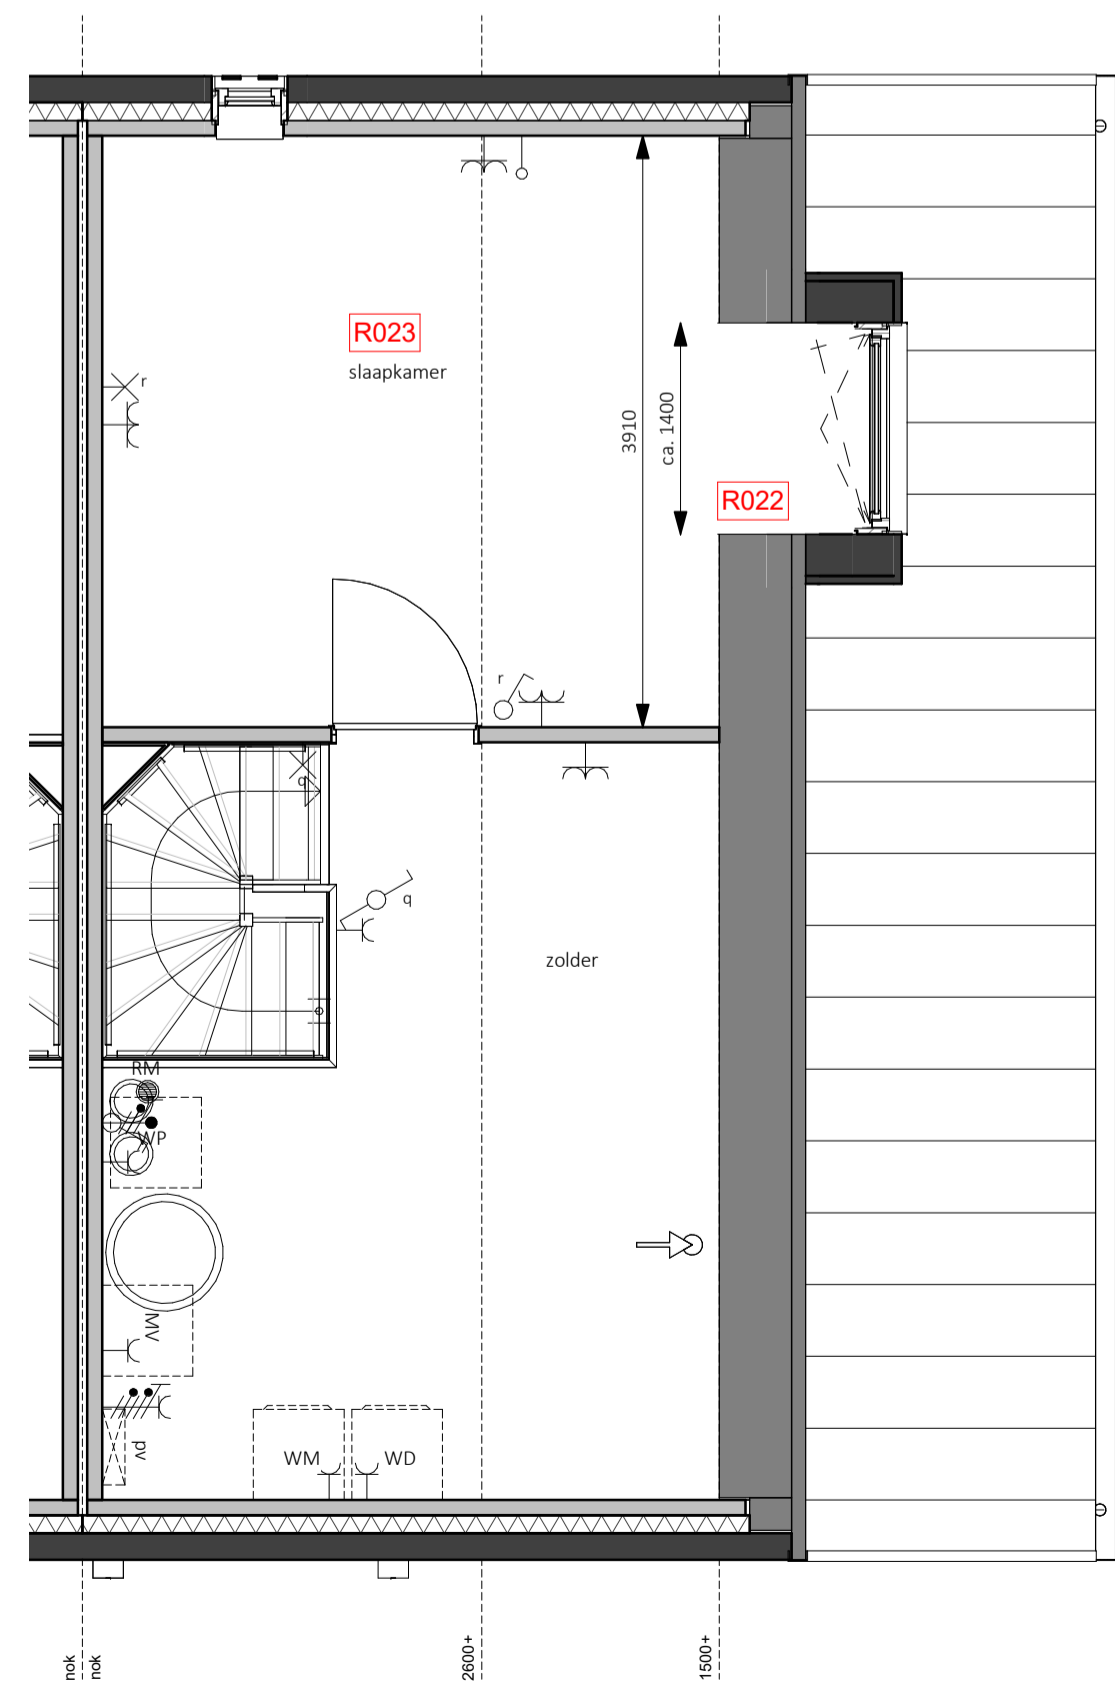 R023
slaapkamer
r
3910
ca. 1400
R022
r
q
q
zolder
RM
WP
MV
pv
WM
WD
nok
nok
2600+
1500+